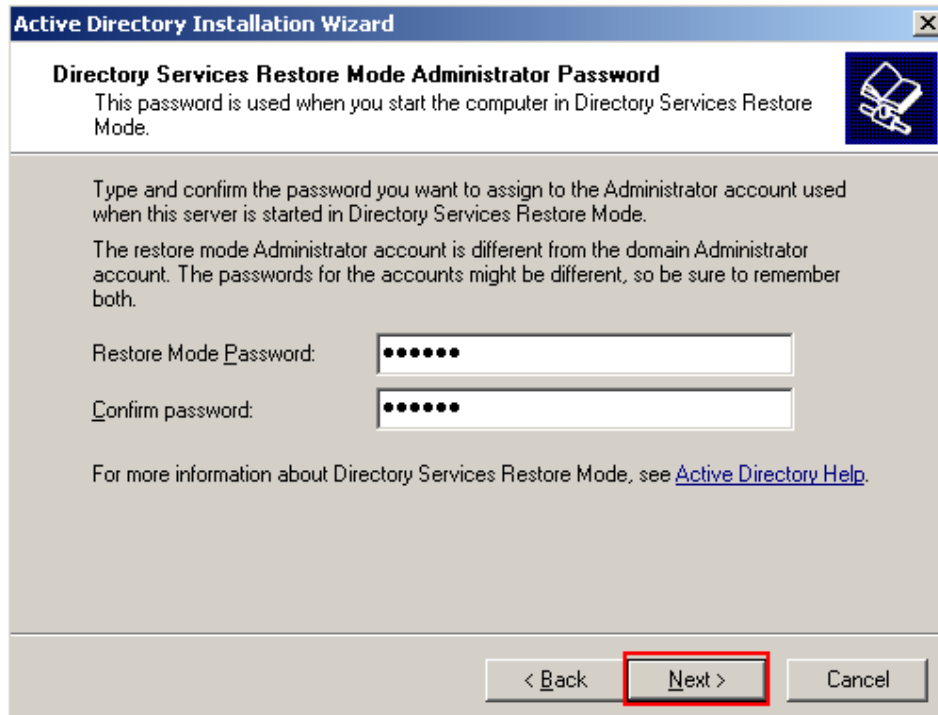 Active Directory Installation Wizard
Directory Services Restore Mode Administrator Password
This password is used when you start the computer in Directory Services Restore
Mode.
Type and confirm the password you want to assign to the Administrator account used
when this server is started in Directory Services Restore Mode.
The restore mode Administrator account is different from the domain Administrator
account. The passwords for the accounts might be different, so be sure to remember
both.
Restore Mode Password: ••••••
Confirm password: ••••••
For more information about Directory Services Restore Mode, see Active Directory Help.
< Back Next > Cancel